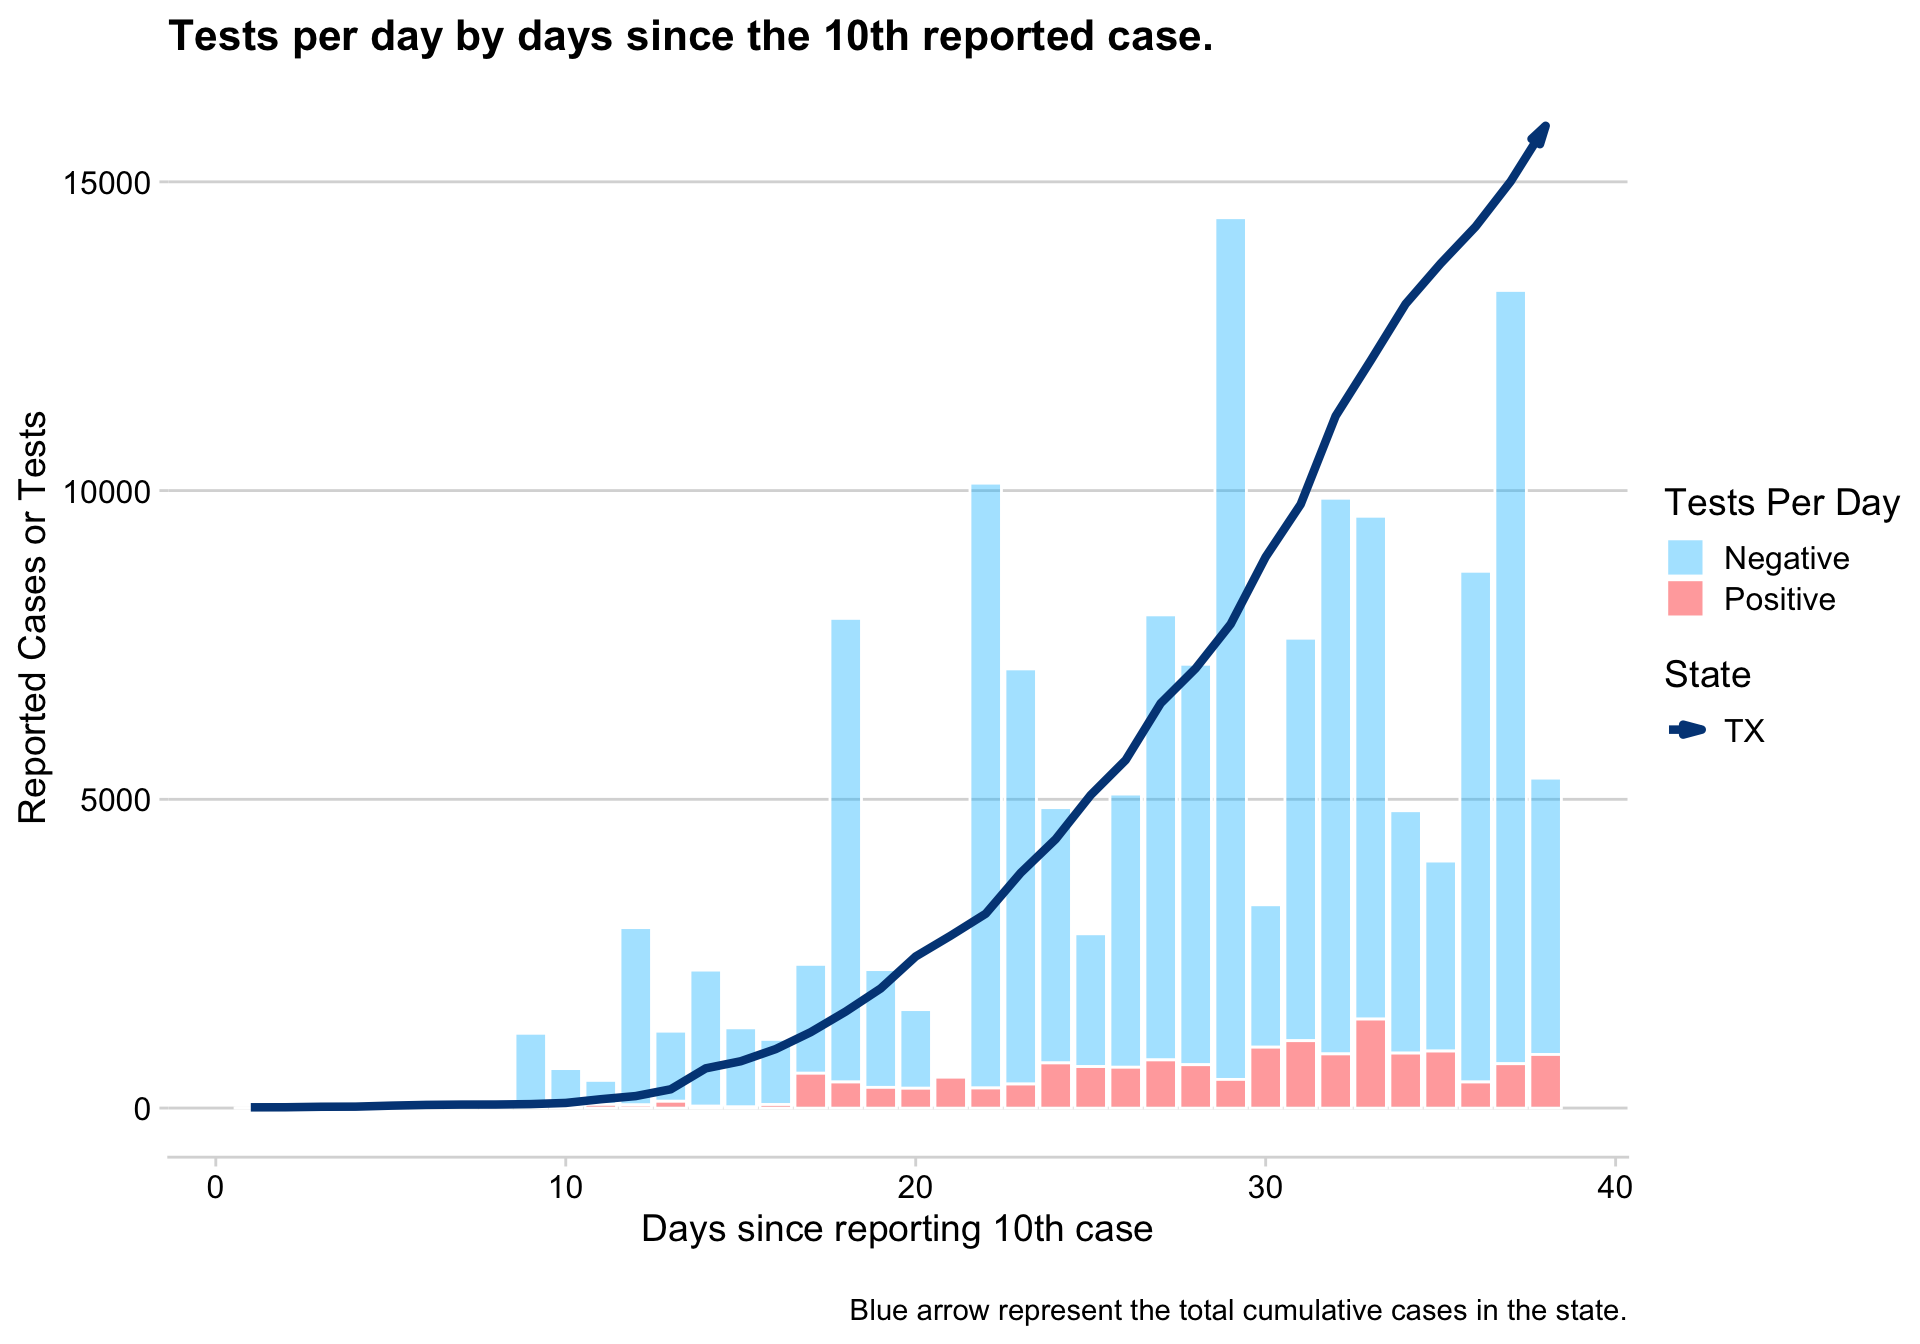 Tests per day by days since the 10th reported case.
Reported Cases or Tests
15000
10000
5000
0
0 10 20 30 40
Days since reporting 10th case
Tests Per Day
Negative
Positive
State
TX
Blue arrow represent the total cumulative cases in the state.